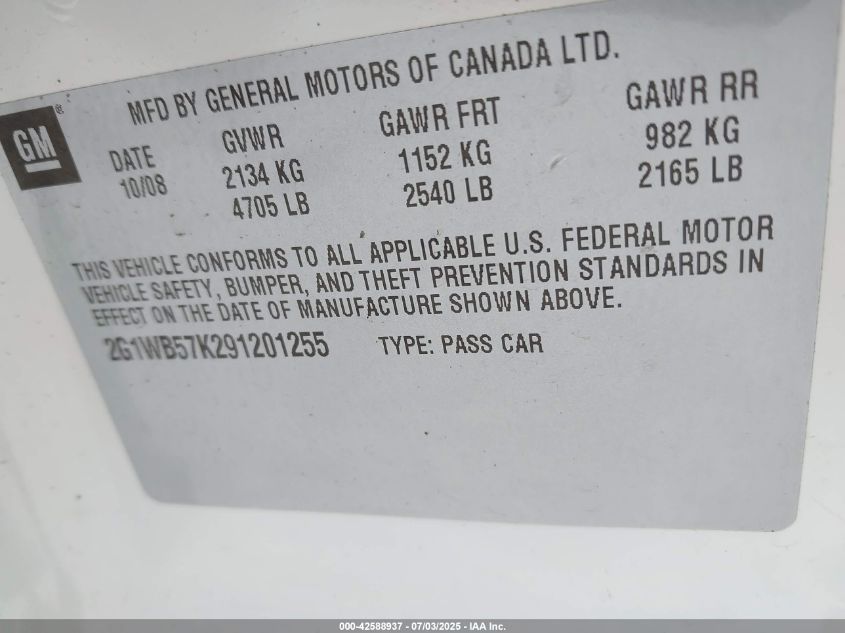 MFD BY GENERAL MOTORS OF CANADA LTD.
GM ®
DATE GVWR GAWR FRT GAWR RR
10/08 2134 KG 1152 KG 982 KG
4705 LB 2540 LB 2165 LB
THIS VEHICLE CONFORMS TO ALL APPLICABLE U.S. FEDERAL MOTOR
VEHICLE SAFETY, BUMPER, AND THEFT PREVENTION STANDARDS IN
EFFECT ON THE DATE OF MANUFACTURE SHOWN ABOVE.
2G1WB57K291201255 TYPE: PASS CAR
000-42588937 - 07/03/2025 - IAA Inc.